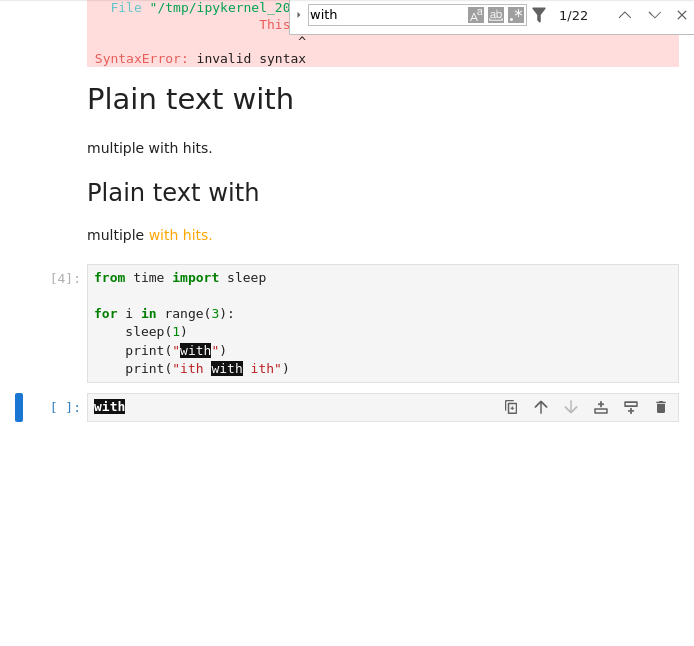 File "/tmp/ipykernel_20
with
1/22
This
^
SyntaxError: invalid syntax
Plain text with
multiple with hits.
Plain text with
multiple with hits.
[4]:
from time import sleep
for i in range(3):
    sleep(1)
    print("with")
    print("ith with ith")
[ ]:
with